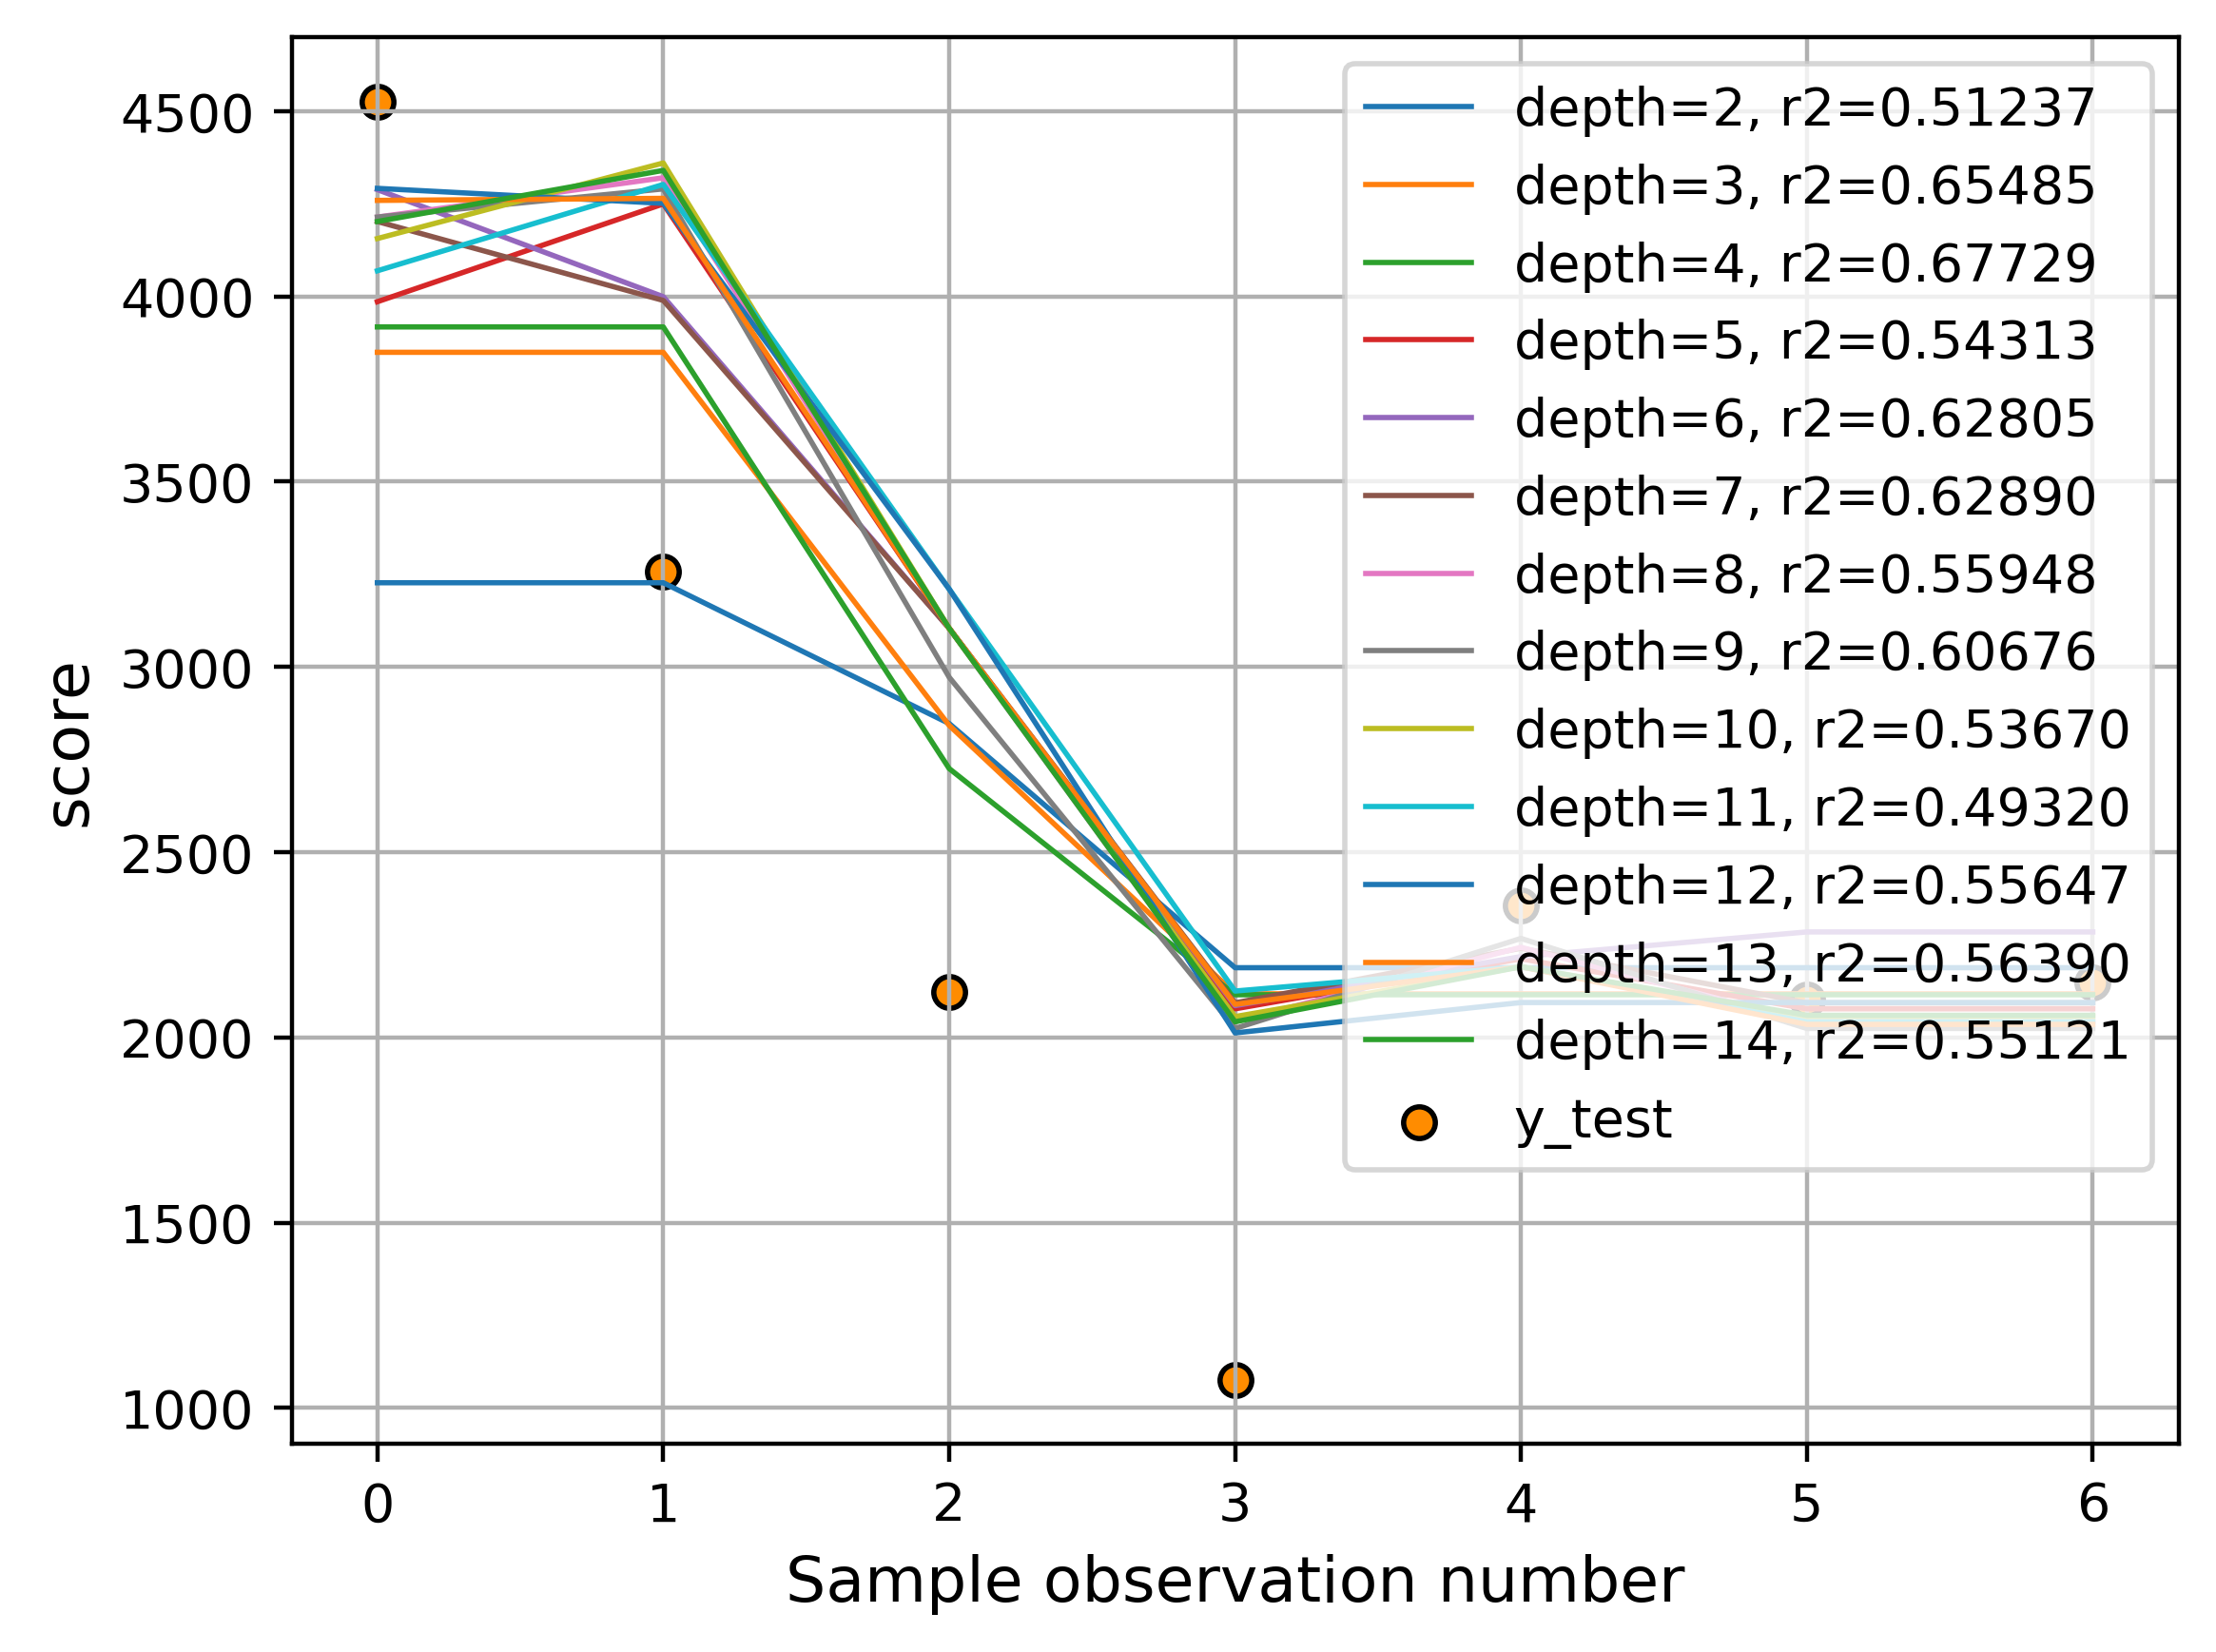 4500
4000
3500
3000
2500
2000
1500
1000
score
0 1 2 3 4 5 6
Sample observation number
depth=2, r2=0.51237
depth=3, r2=0.65485
depth=4, r2=0.67729
depth=5, r2=0.54313
depth=6, r2=0.62805
depth=7, r2=0.62890
depth=8, r2=0.55948
depth=9, r2=0.60676
depth=10, r2=0.53670
depth=11, r2=0.49320
depth=12, r2=0.55647
depth=13, r2=0.56390
depth=14, r2=0.55121
y_test